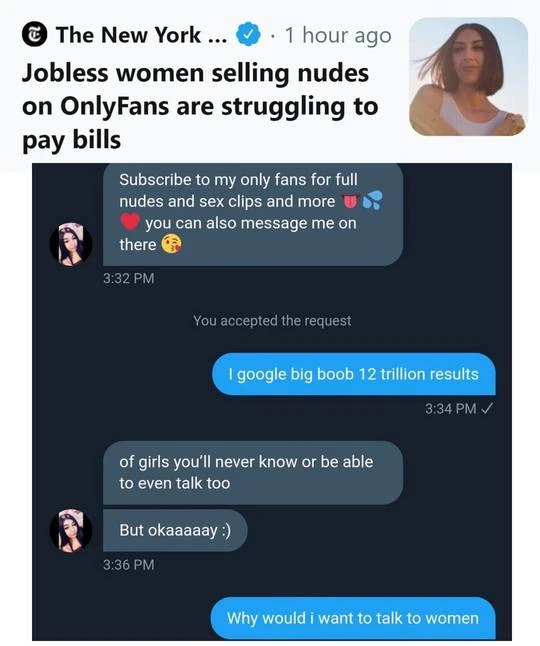 The New York ... · 1 hour ago
Jobless women selling nudes
on OnlyFans are struggling to
pay bills
Subscribe to my only fans for full
nudes and sex clips and more 👅💦
❤️ you can also message me on
there 😘
3:32 PM
You accepted the request
I google big boob 12 trillion results
3:34 PM ✓
of girls you’ll never know or be able
to even talk too
But okaaaaay :)
3:36 PM
Why would i want to talk to women